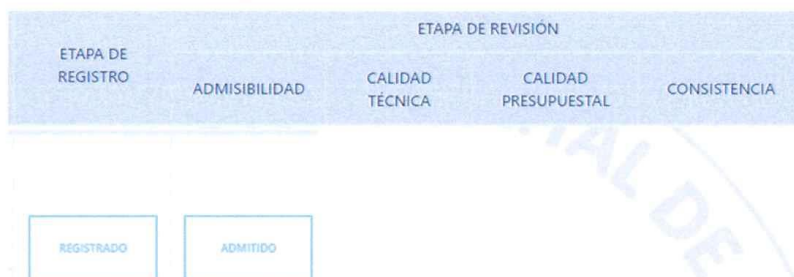 ETAPA DE REVISIÓN
ETAPA DE
REGISTRO
ADMISIBILIDAD
CALIDAD
TÉCNICA
CALIDAD
PRESUPUESTAL
CONSISTENCIA
REGISTRADO
ADMITIDO